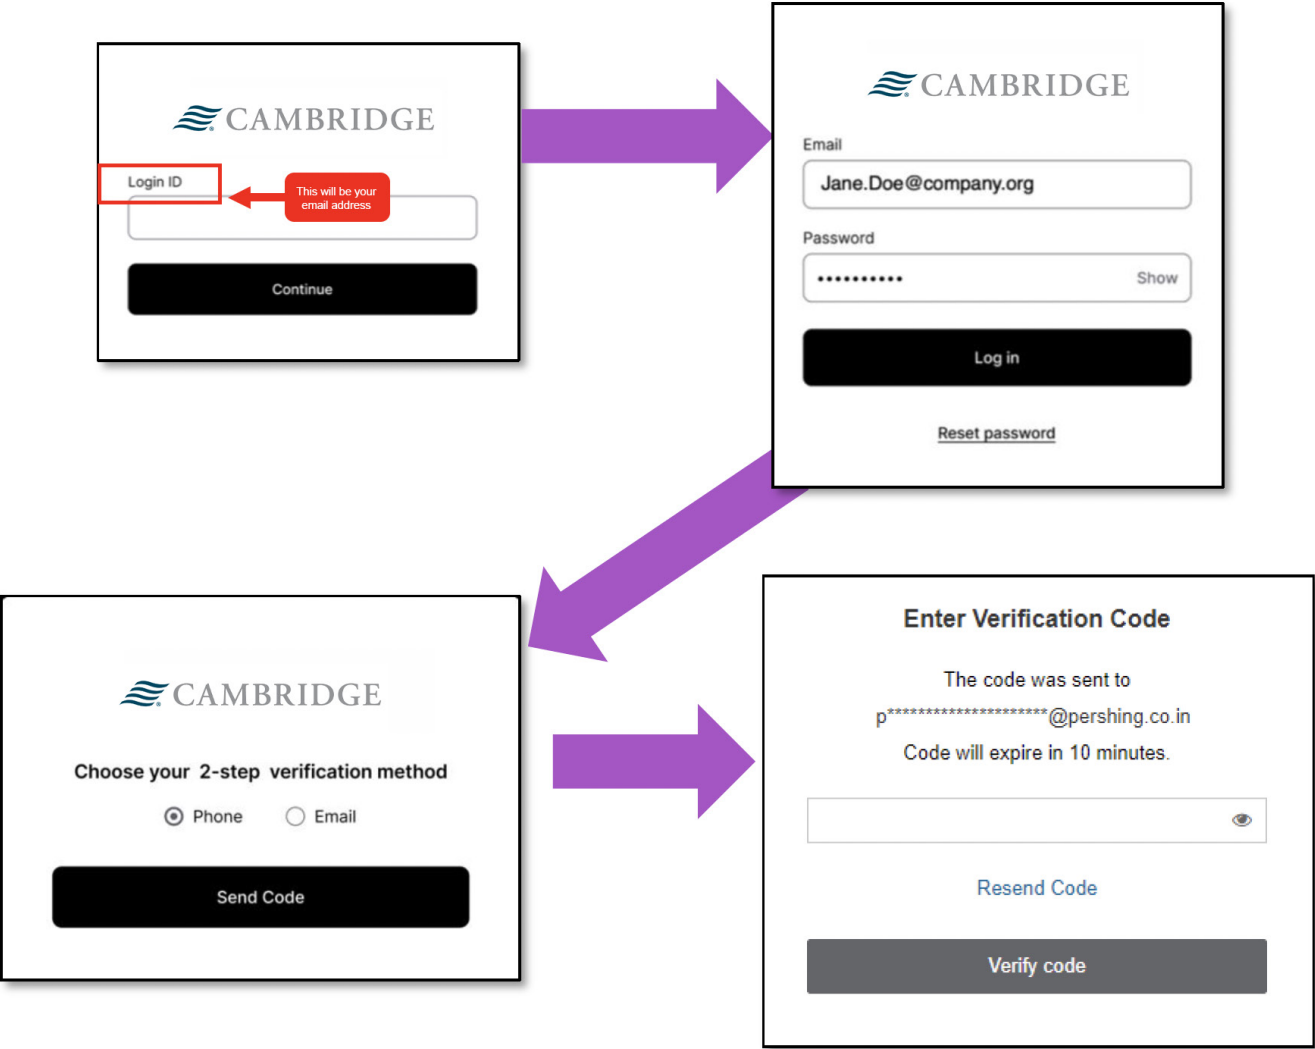 CAMBRIDGE
Login ID
This will be your
email address
Continue
CAMBRIDGE
Email
Jane.Doe@company.org
Password
••••••••••
Show
Log in
Reset password
CAMBRIDGE
Choose your 2-step verification method
Phone
Email
Send Code
Enter Verification Code
The code was sent to
p*********************@pershing.co.in
Code will expire in 10 minutes.
Resend Code
Verify code